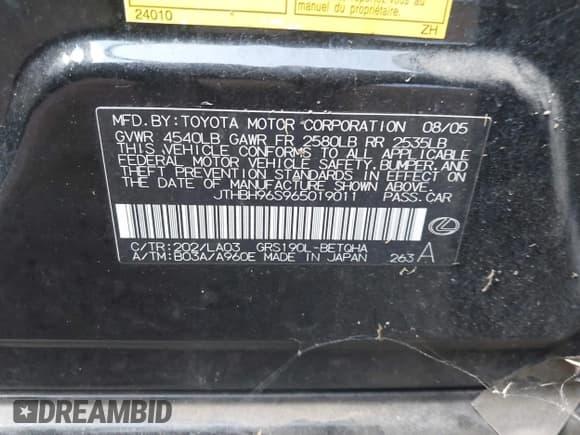 au moyen
manuel du propriétaire.
24010
ZH
MFD.BY:TOYOTA MOTOR CORPORATION 08/05
GVWR 4540LB GAWR FR 2580LB RR 2535LB
THIS VEHICLE CONFORMS TO ALL APPLICABLE
FEDERAL MOTOR VEHICLE SAFETY,BUMPER,AND
THEFT PREVENTION STANDARDS IN EFFECT ON
THE DATE OF MANUFACTURE SHOWN ABOVE.
JTHBH96S965019011 PASS.CAR
C/TR:202/LA03 GRS190L-BETQHA
A/TM:B03A/A960E MADE IN JAPAN 263 A
DREAMBID